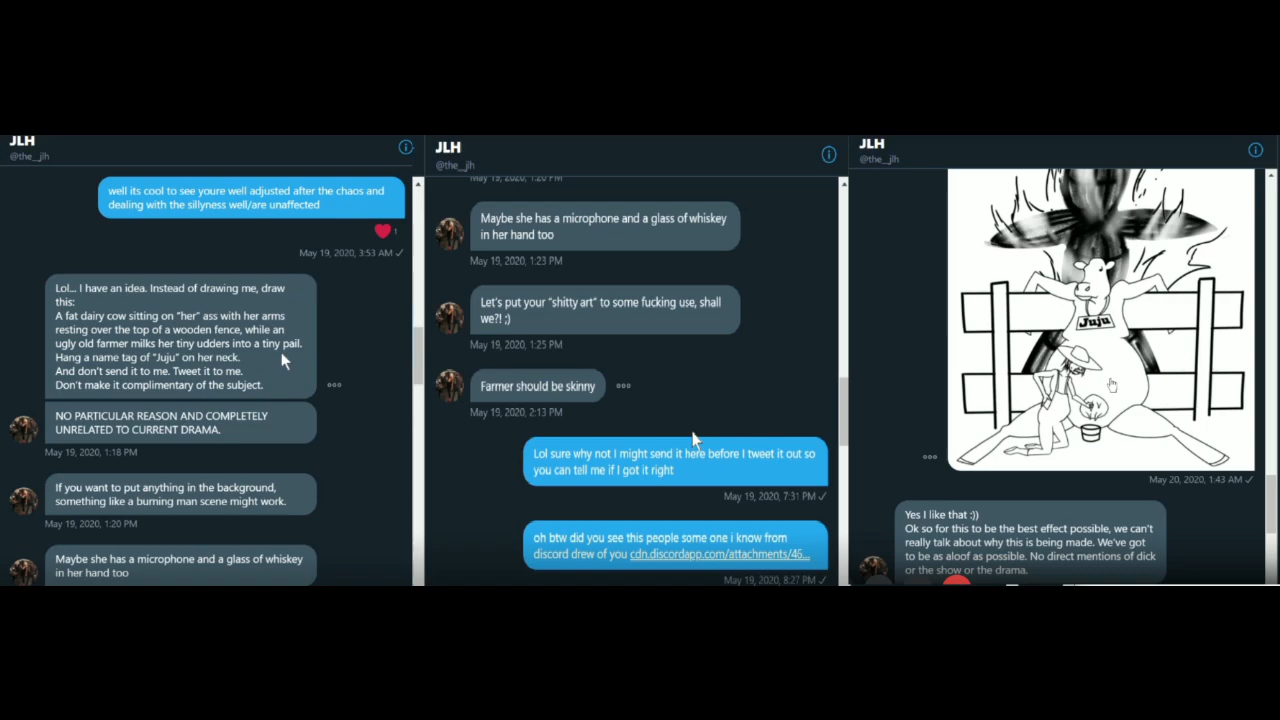 JLH
@the_jlh
well its cool to see youre well adjusted after the chaos and
dealing with the sillyness well/are unaffected
1
May 19, 2020, 3:53 AM ✓
Lol... I have an idea. Instead of drawing me, draw
this:
A fat dairy cow sitting on "her" ass with her arms
resting over the top of a wooden fence, while an
ugly old farmer milks her tiny udders into a tiny pail.
Hang a name tag of "Juju" on her neck.
And don't send it to me. Tweet it to me.
Don't make it complimentary of the subject.
NO PARTICULAR REASON AND COMPLETELY
UNRELATED TO CURRENT DRAMA.
May 19, 2020, 1:18 PM
If you want to put anything in the background,
something like a burning man scene might work.
May 19, 2020, 1:20 PM
Maybe she has a microphone and a glass of whiskey
in her hand too
JLH
@the_jlh
May 19, 2020, 1:20 PM
Maybe she has a microphone and a glass of whiskey
in her hand too
May 19, 2020, 1:23 PM
Let's put your "shitty art" to some fucking use, shall
we?! ;)
May 19, 2020, 1:25 PM
Farmer should be skinny
May 19, 2020, 2:13 PM
Lol sure why not I might send it here before I tweet it out so
you can tell me if I got it right
May 19, 2020, 7:31 PM ✓
oh btw did you see this people some one i know from
discord drew of you cdn.discordapp.com/attachments/46...
May 19, 2020, 8:27 PM ✓
JLH
@the_jlh
Juju
May 20, 2020, 1:43 AM ✓
Yes I like that :))
Ok so for this to be the best effect possible, we can't
really talk about why this is being made. We've got
to be as aloof as possible. No direct mentions of dick
or the show or the drama.